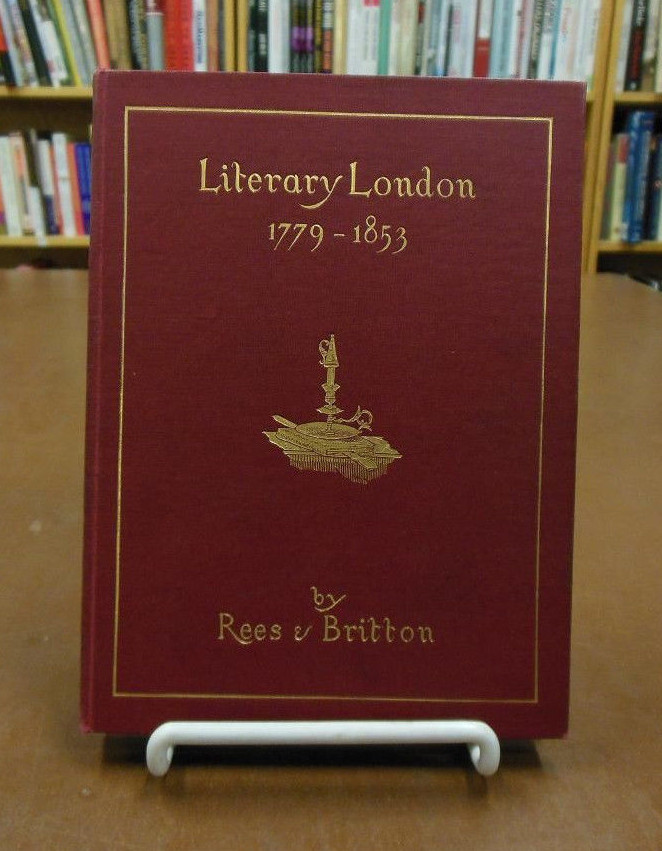 Literary London
1779 - 1853
by
Rees & Britton